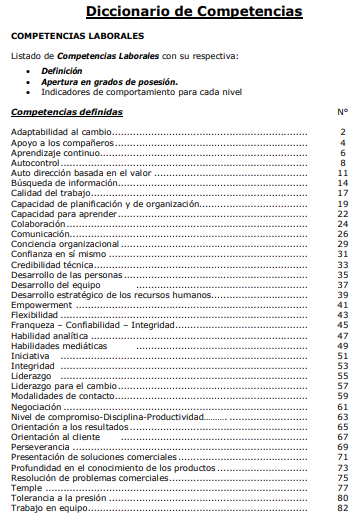 Diccionario de Competencias
COMPETENCIAS LABORALES
Listado de Competencias Laborales con su respectiva:
• Definición
• Apertura en grados de posesión.
• Indicadores de comportamiento para cada nivel
Competencias definidas N°
Adaptabilidad al cambio.......... 2
Apoyo a los compañeros.......... 4
Aprendizaje continuo.......... 6
Autocontrol.......... 8
Auto dirección basada en el valor.......... 11
Búsqueda de información.......... 14
Calidad del trabajo.......... 17
Capacidad de planificación y de organización.......... 19
Capacidad para aprender.......... 22
Colaboración.......... 24
Comunicación.......... 26
Conciencia organizacional.......... 29
Confianza en sí mismo.......... 31
Credibilidad técnica.......... 33
Desarrollo de las personas.......... 35
Desarrollo del equipo.......... 37
Desarrollo estratégico de los recursos humanos.......... 39
Empowerment.......... 41
Flexibilidad.......... 43
Franqueza – Confiabilidad – Integridad.......... 45
Habilidad analítica.......... 47
Habilidades mediáticas.......... 49
Iniciativa.......... 51
Integridad.......... 53
Liderazgo.......... 55
Liderazgo para el cambio.......... 57
Modalidades de contacto.......... 59
Negociación.......... 61
Nivel de compromiso-Disciplina-Productividad.......... 63
Orientación a los resultados.......... 65
Orientación al cliente.......... 67
Perseverancia.......... 69
Presentación de soluciones comerciales.......... 71
Profundidad en el conocimiento de los productos.......... 73
Resolución de problemas comerciales.......... 75
Temple.......... 77
Tolerancia a la presión.......... 80
Trabajo en equipo.......... 82